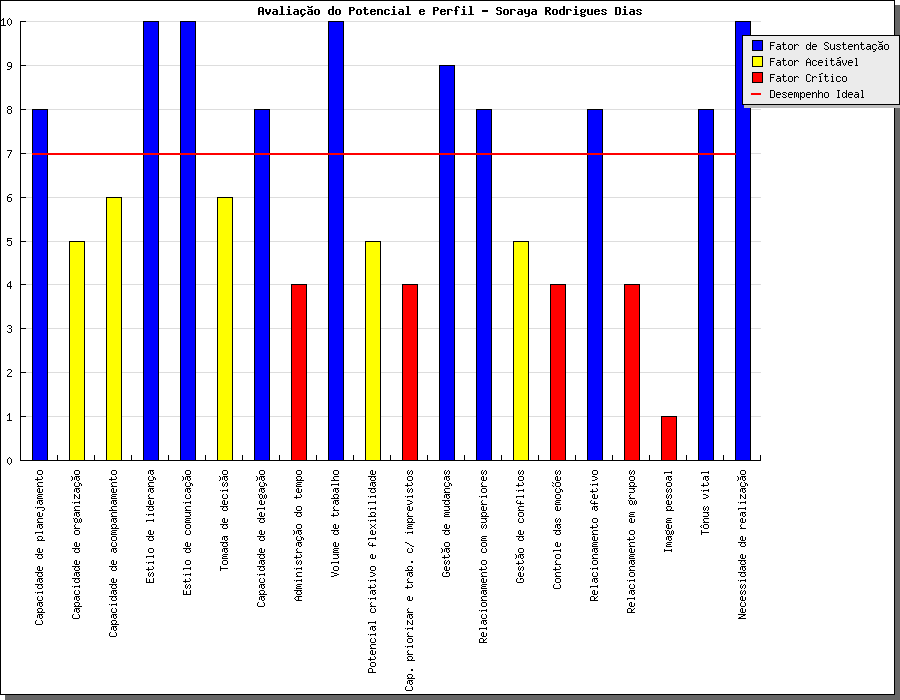 Avaliação do Potencial e Perfil - Soraya Rodrigues Dias
Fator de Sustentação
Fator Aceitável
Fator Crítico
Desempenho Ideal
10
9
8
7
6
5
4
3
2
1
0
Capacidade de planejamento
Capacidade de organização
Capacidade de acompanhamento
Estilo de liderança
Estilo de comunicação
Tomada de decisão
Capacidade de delegação
Administração do tempo
Volume de trabalho
Potencial criativo e flexibilidade
Cap. priorizar e trab. c/ imprevistos
Gestão de mudanças
Relacionamento com superiores
Gestão de conflitos
Controle das emoções
Relacionamento afetivo
Relacionamento em grupos
Imagem pessoal
Tônus vital
Necessidade de realização